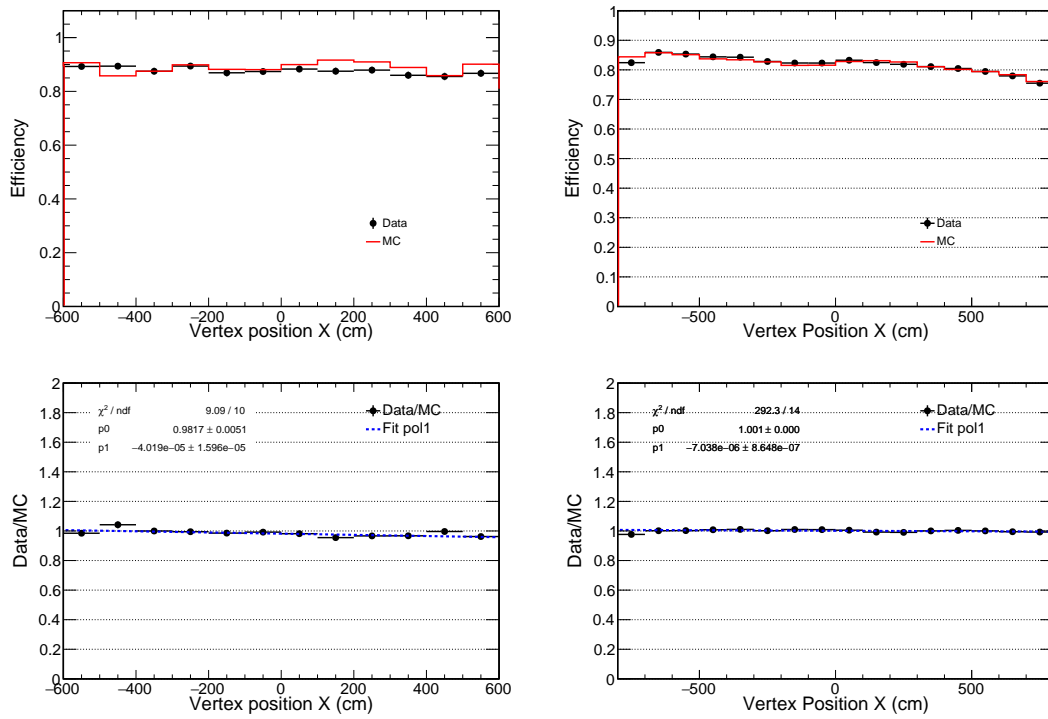 1
0.8
0.6
0.4
0.2
0
Efficiency
Data
MC
−600 −400 −200 0 200 400 600
Vertex position X (cm)
1
0.9
0.8
0.7
0.6
0.5
0.4
0.3
0.2
0.1
0
Efficiency
Data
MC
−500 0 500
Vertex Position X (cm)
2
1.8
1.6
1.4
1.2
1
0.8
0.6
0.4
0.2
0
Data/MC
χ² / ndf 9.09 / 10
p0 0.9817 ± 0.0051
p1 −4.019e−05 ± 1.596e−05
Data/MC
Fit pol1
−600 −400 −200 0 200 400 600
Vertex position X (cm)
2
1.8
1.6
1.4
1.2
1
0.8
0.6
0.4
0.2
0
Data/MC
χ² / ndf 292.3 / 14
p0 1.001 ± 0.000
p1 −7.038e−06 ± 8.648e−07
Data/MC
Fit pol1
−500 0 500
Vertex Position X (cm)